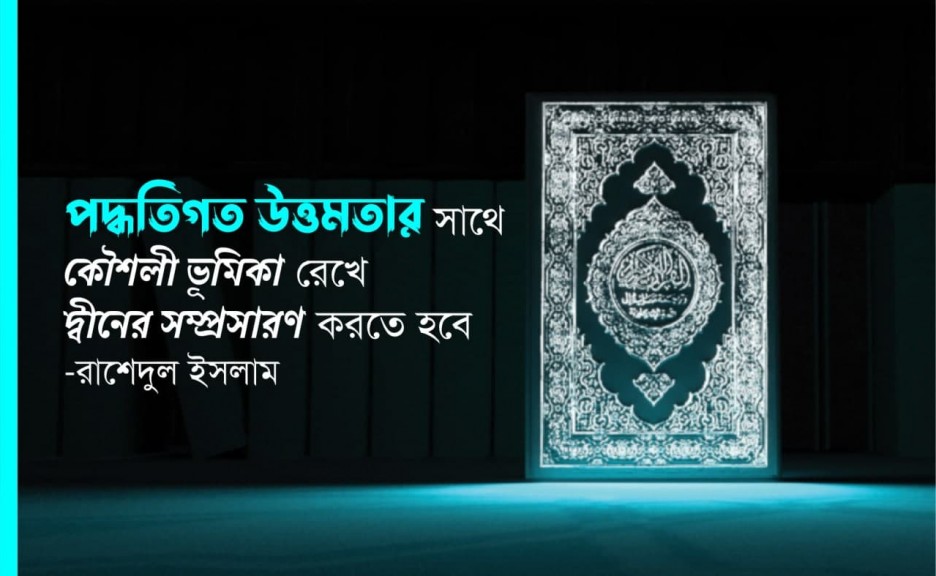 পদ্ধতিগত উত্তমতার সাথে
কৌশলী ভূমিকা রেখে
দ্বীনের সম্প্রসারণ করতে হবে
-রাশেদুল ইসলাম